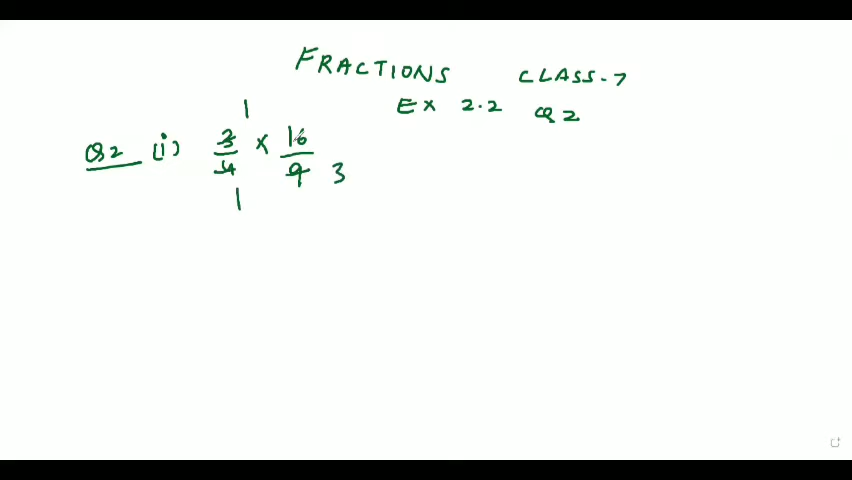 FRACTIONS CLASS-7
EX 2.2 Q2
Q2 (i) 3/4 × 16/9
1
1
3